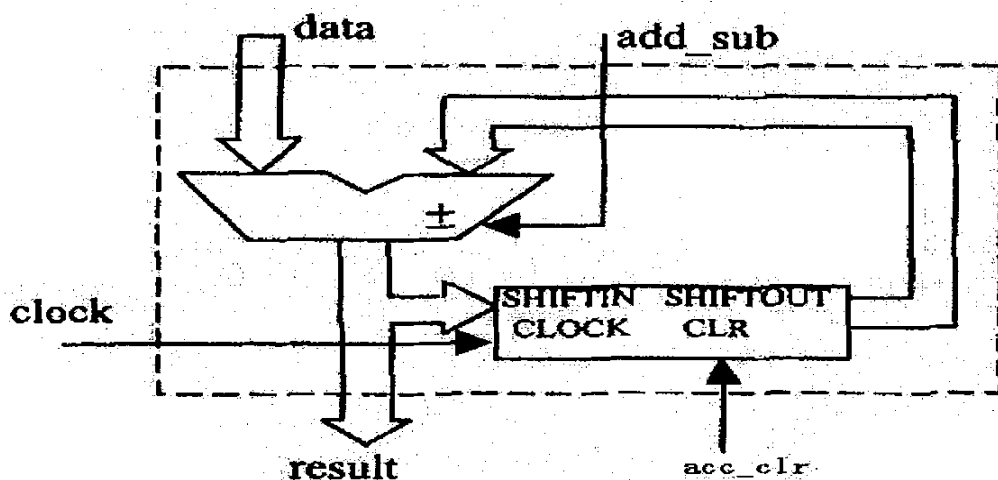 data
add_sub
±
SHIFTIN SHIFTOUT
clock
CLOCK CLR
result
acc_clr